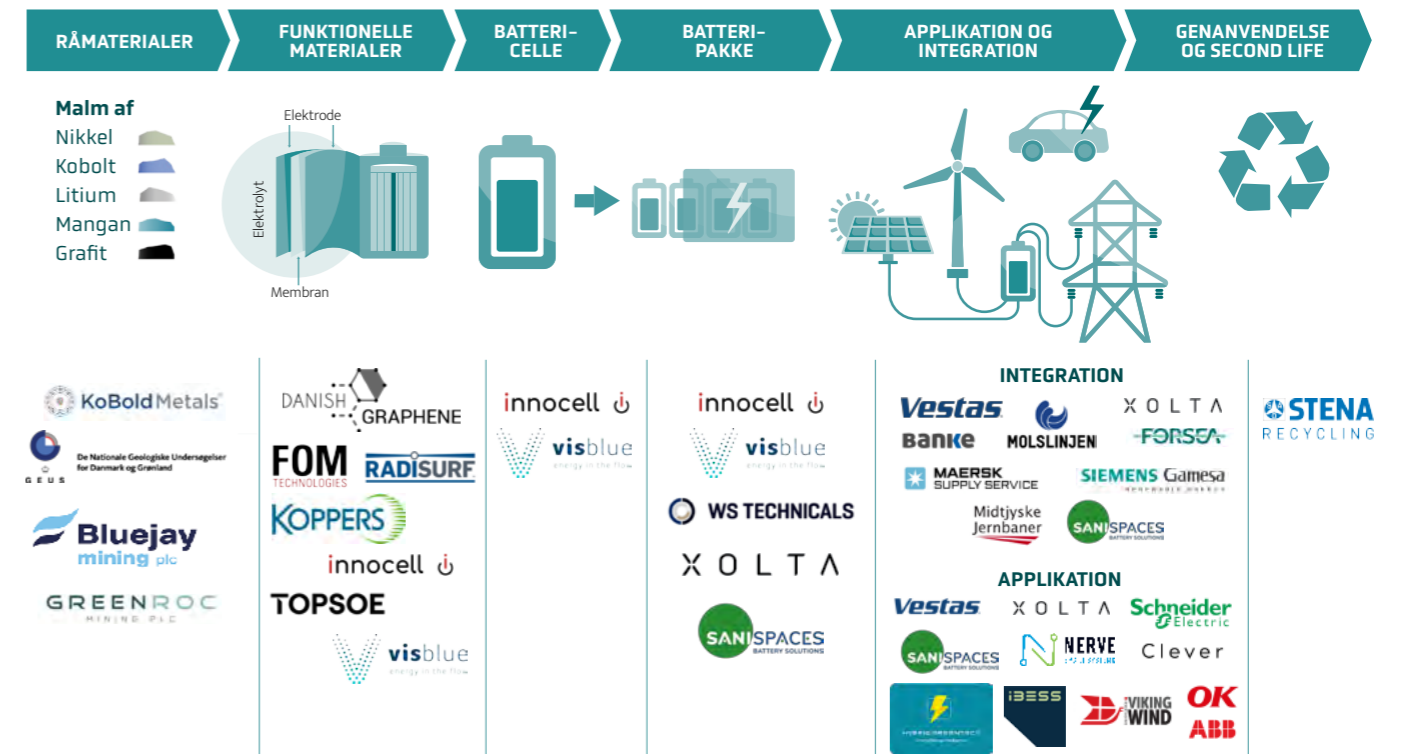 RÅMATERIALER
FUNKTIONELLE
MATERIALER
BATTERI-
CELLE
BATTERI-
PAKKE
APPLIKATION OG
INTEGRATION
GENANVENDELSE
OG SECOND LIFE
Malm af
Nikkel
Kobolt
Litium
Mangan
Grafit
Elektrode
Elektrolyt
Membran
KoBold Metals
De Nationale Geologiske Undersøgelser
for Danmark og Grønland
GEUS
Bluejay
mining plc
GREENROC
MINING PLC
DANISH
GRAPHENE
FOM
TECHNOLOGIES
RADISURF
KOPPERS
innocell
TOPSOE
visblue
energy in the flow
innocell
visblue
energy in the flow
innocell
visblue
energy in the flow
WS TECHNICALS
XOLTA
SANISPACES
BATTERY SOLUTIONS
INTEGRATION
Vestas
XOLTA
BANKE
MOLSLINJEN
FORSEA
MAERSK
SUPPLY SERVICE
SIEMENS Gamesa
RENEWABLE ENERGY
Midtjyske
Jernbaner
SANISPACES
BATTERY SOLUTIONS
APPLIKATION
Vestas
XOLTA
Schneider
Electric
SANISPACES
BATTERY SOLUTIONS
NERVE
Clever
iBESS
VIKING
WIND
OK
ABB
STENA
RECYCLING